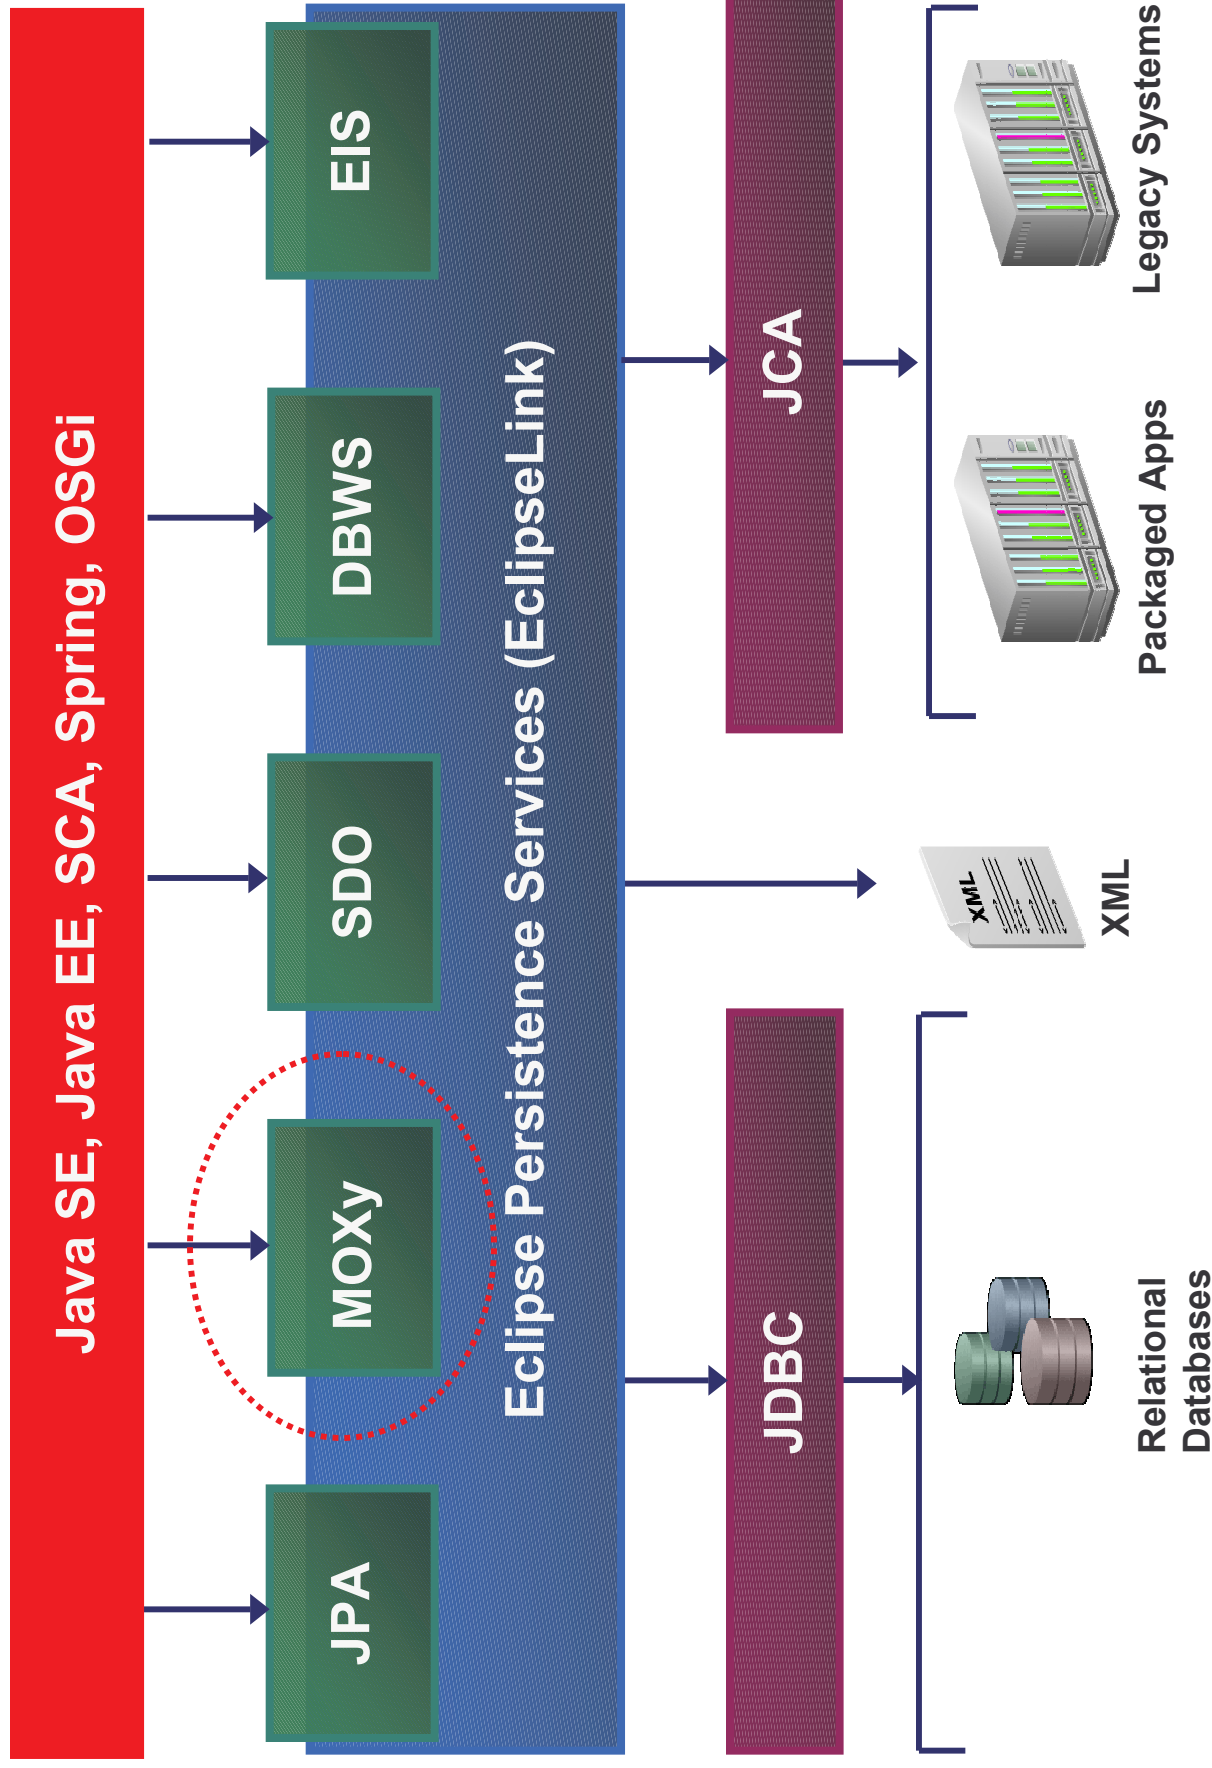 Java SE, Java EE, SCA, Spring, OSGi
JPA
MOXy
SDO
DBWS
EIS
Eclipse Persistence Services (EclipseLink)
JDBC
JCA
XML
Relational
Databases
XML
Packaged Apps
Legacy Systems